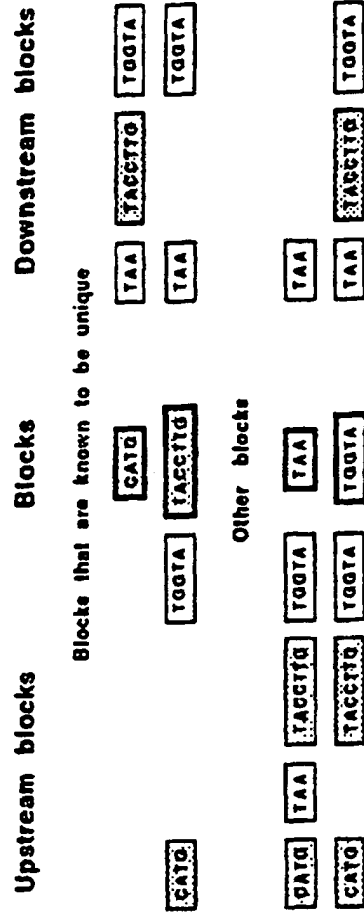 Upstream blocks Blocks Downstream blocks
Blocks that are known to be unique
CATG TAA TACCTTG TGGTA
CATG TGGTA TACCTTG TAA TGGTA
Other blocks
CATG TAA TACCTTG TGGTA TAA TAA
CATG TACCTTG TGGTA TGGTA TAA TACCTTG TGGTA